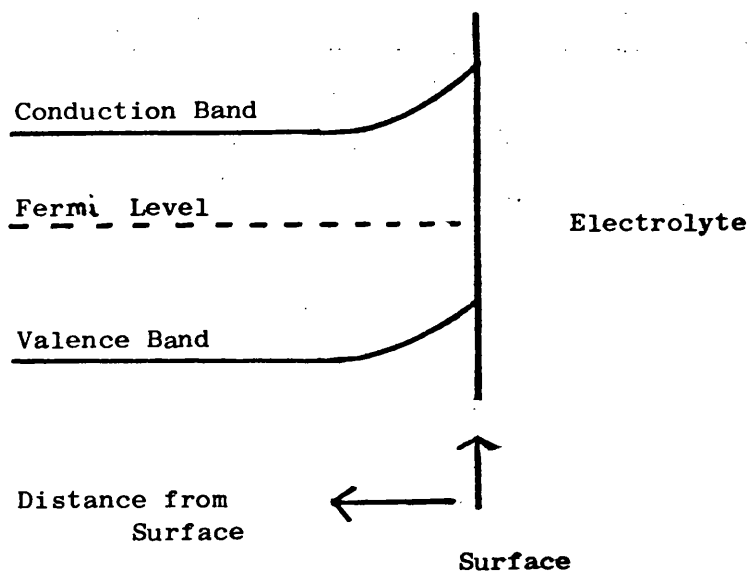 Conduction Band
Fermi Level
Electrolyte
Valence Band
Distance from
Surface
Surface